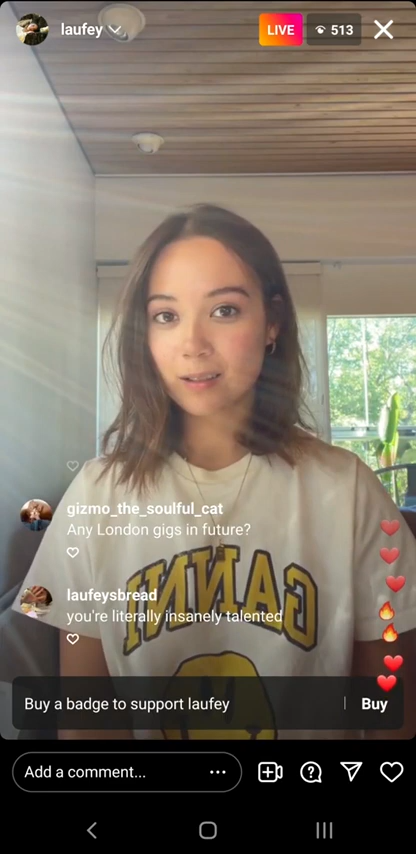 laufey
LIVE
513
gizmo_the_soulful_cat
Any London gigs in future?
laufeysbread
you're literally insanely talented
GANNI
Buy a badge to support laufey
Buy
Add a comment...